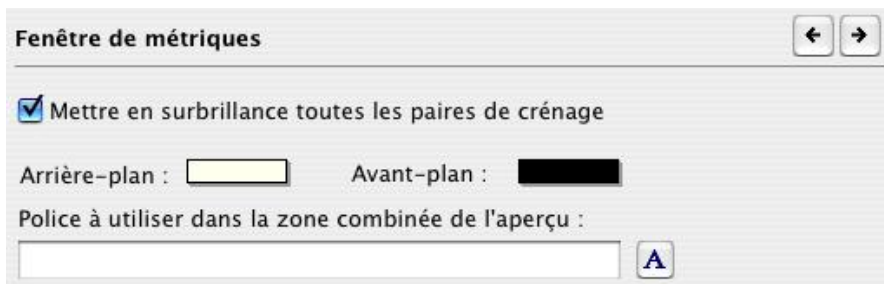 Fenêtre de métriques
Mettre en surbrillance toutes les paires de crénage
Arrière-plan : Avant-plan :
Police à utiliser dans la zone combinée de l'aperçu :
A